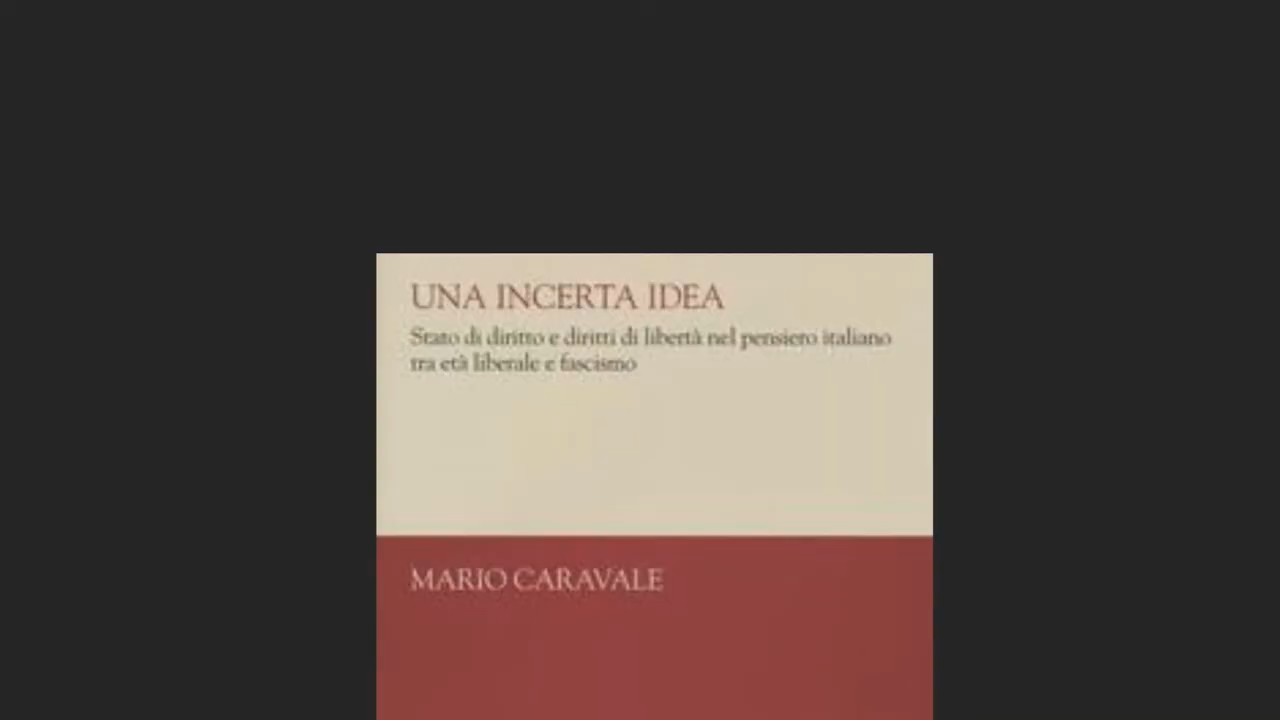 UNA INCERTA IDEA
Stato di diritto e diritti di libertà nel pensiero italiano
tra età liberale e fascismo
MARIO CARAVALE